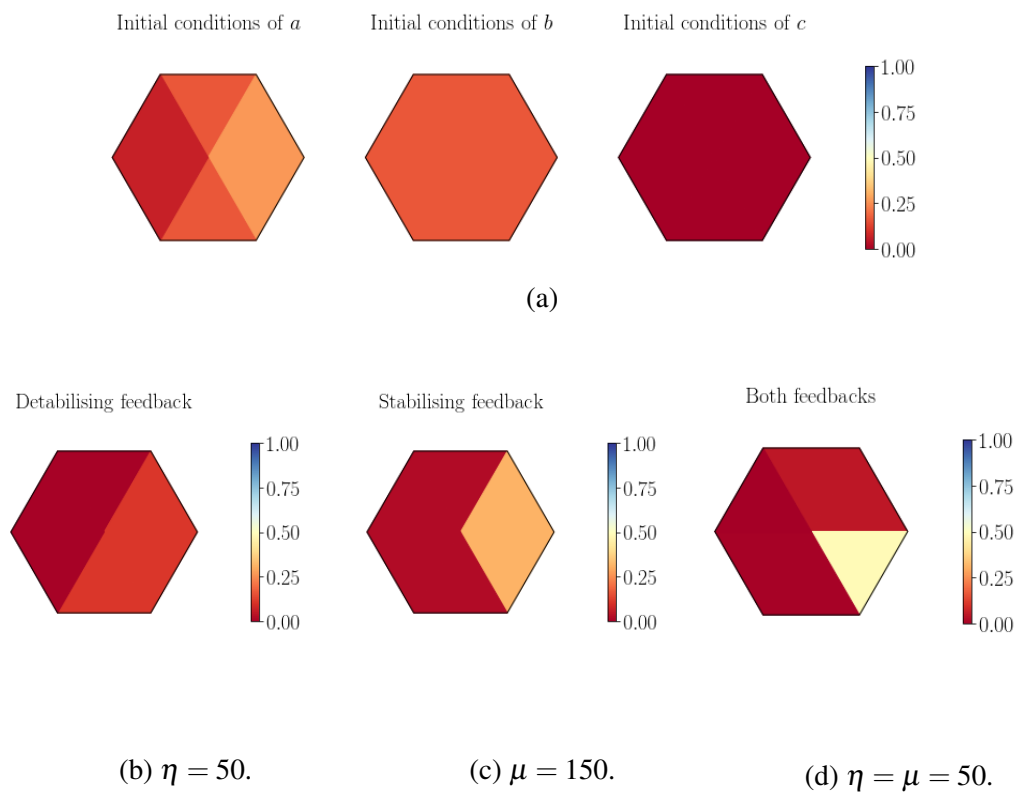 Initial conditions of a
Initial conditions of b
Initial conditions of c
1.00
0.75
0.50
0.25
0.00
(a)
Detabilising feedback
Stabilising feedback
Both feedbacks
1.00
0.75
0.50
0.25
0.00
1.00
0.75
0.50
0.25
0.00
1.00
0.75
0.50
0.25
0.00
(b) η = 50.
(c) μ = 150.
(d) η = μ = 50.